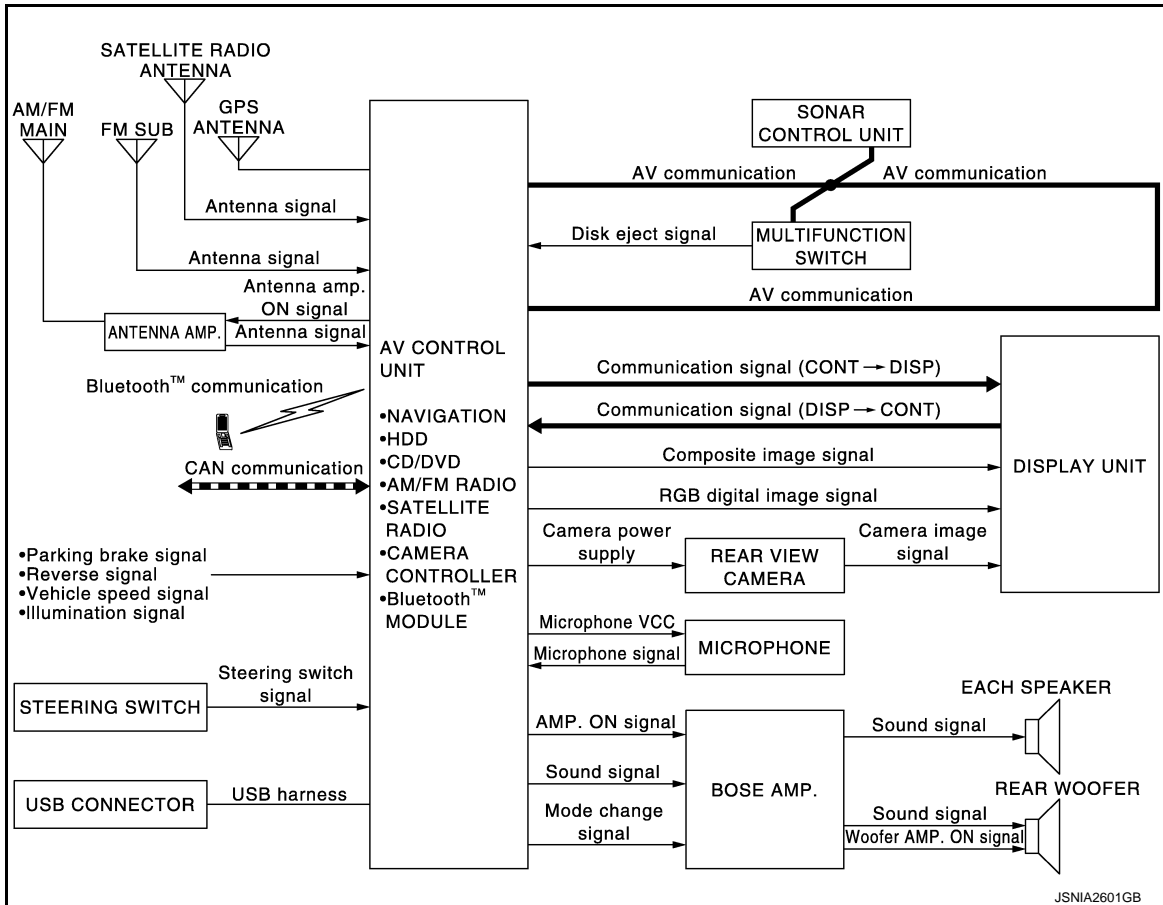 SATELLITE RADIO
ANTENNA
AM/FM
MAIN
FM SUB
GPS
ANTENNA
Antenna signal
Antenna signal
Antenna amp.
ON signal
ANTENNA AMP.
Antenna signal
Bluetooth™ communication
CAN communication
•Parking brake signal
•Reverse signal
•Vehicle speed signal
•Illumination signal
Steering switch
signal
STEERING SWITCH
USB CONNECTOR
USB harness
AV CONTROL
UNIT
•NAVIGATION
•HDD
•CD/DVD
•AM/FM RADIO
•SATELLITE
RADIO
•CAMERA
CONTROLLER
•Bluetooth™
MODULE
SONAR
CONTROL UNIT
AV communication
AV communication
Disk eject signal
MULTIFUNCTION
SWITCH
AV communication
Communication signal (CONT → DISP)
Communication signal (DISP → CONT)
Composite image signal
RGB digital image signal
DISPLAY UNIT
Camera power
supply
REAR VIEW
CAMERA
Camera image
signal
Microphone VCC
Microphone signal
MICROPHONE
AMP. ON signal
Sound signal
Mode change
signal
BOSE AMP.
EACH SPEAKER
Sound signal
REAR WOOFER
Sound signal
Woofer AMP. ON signal
JSNIA2601GB